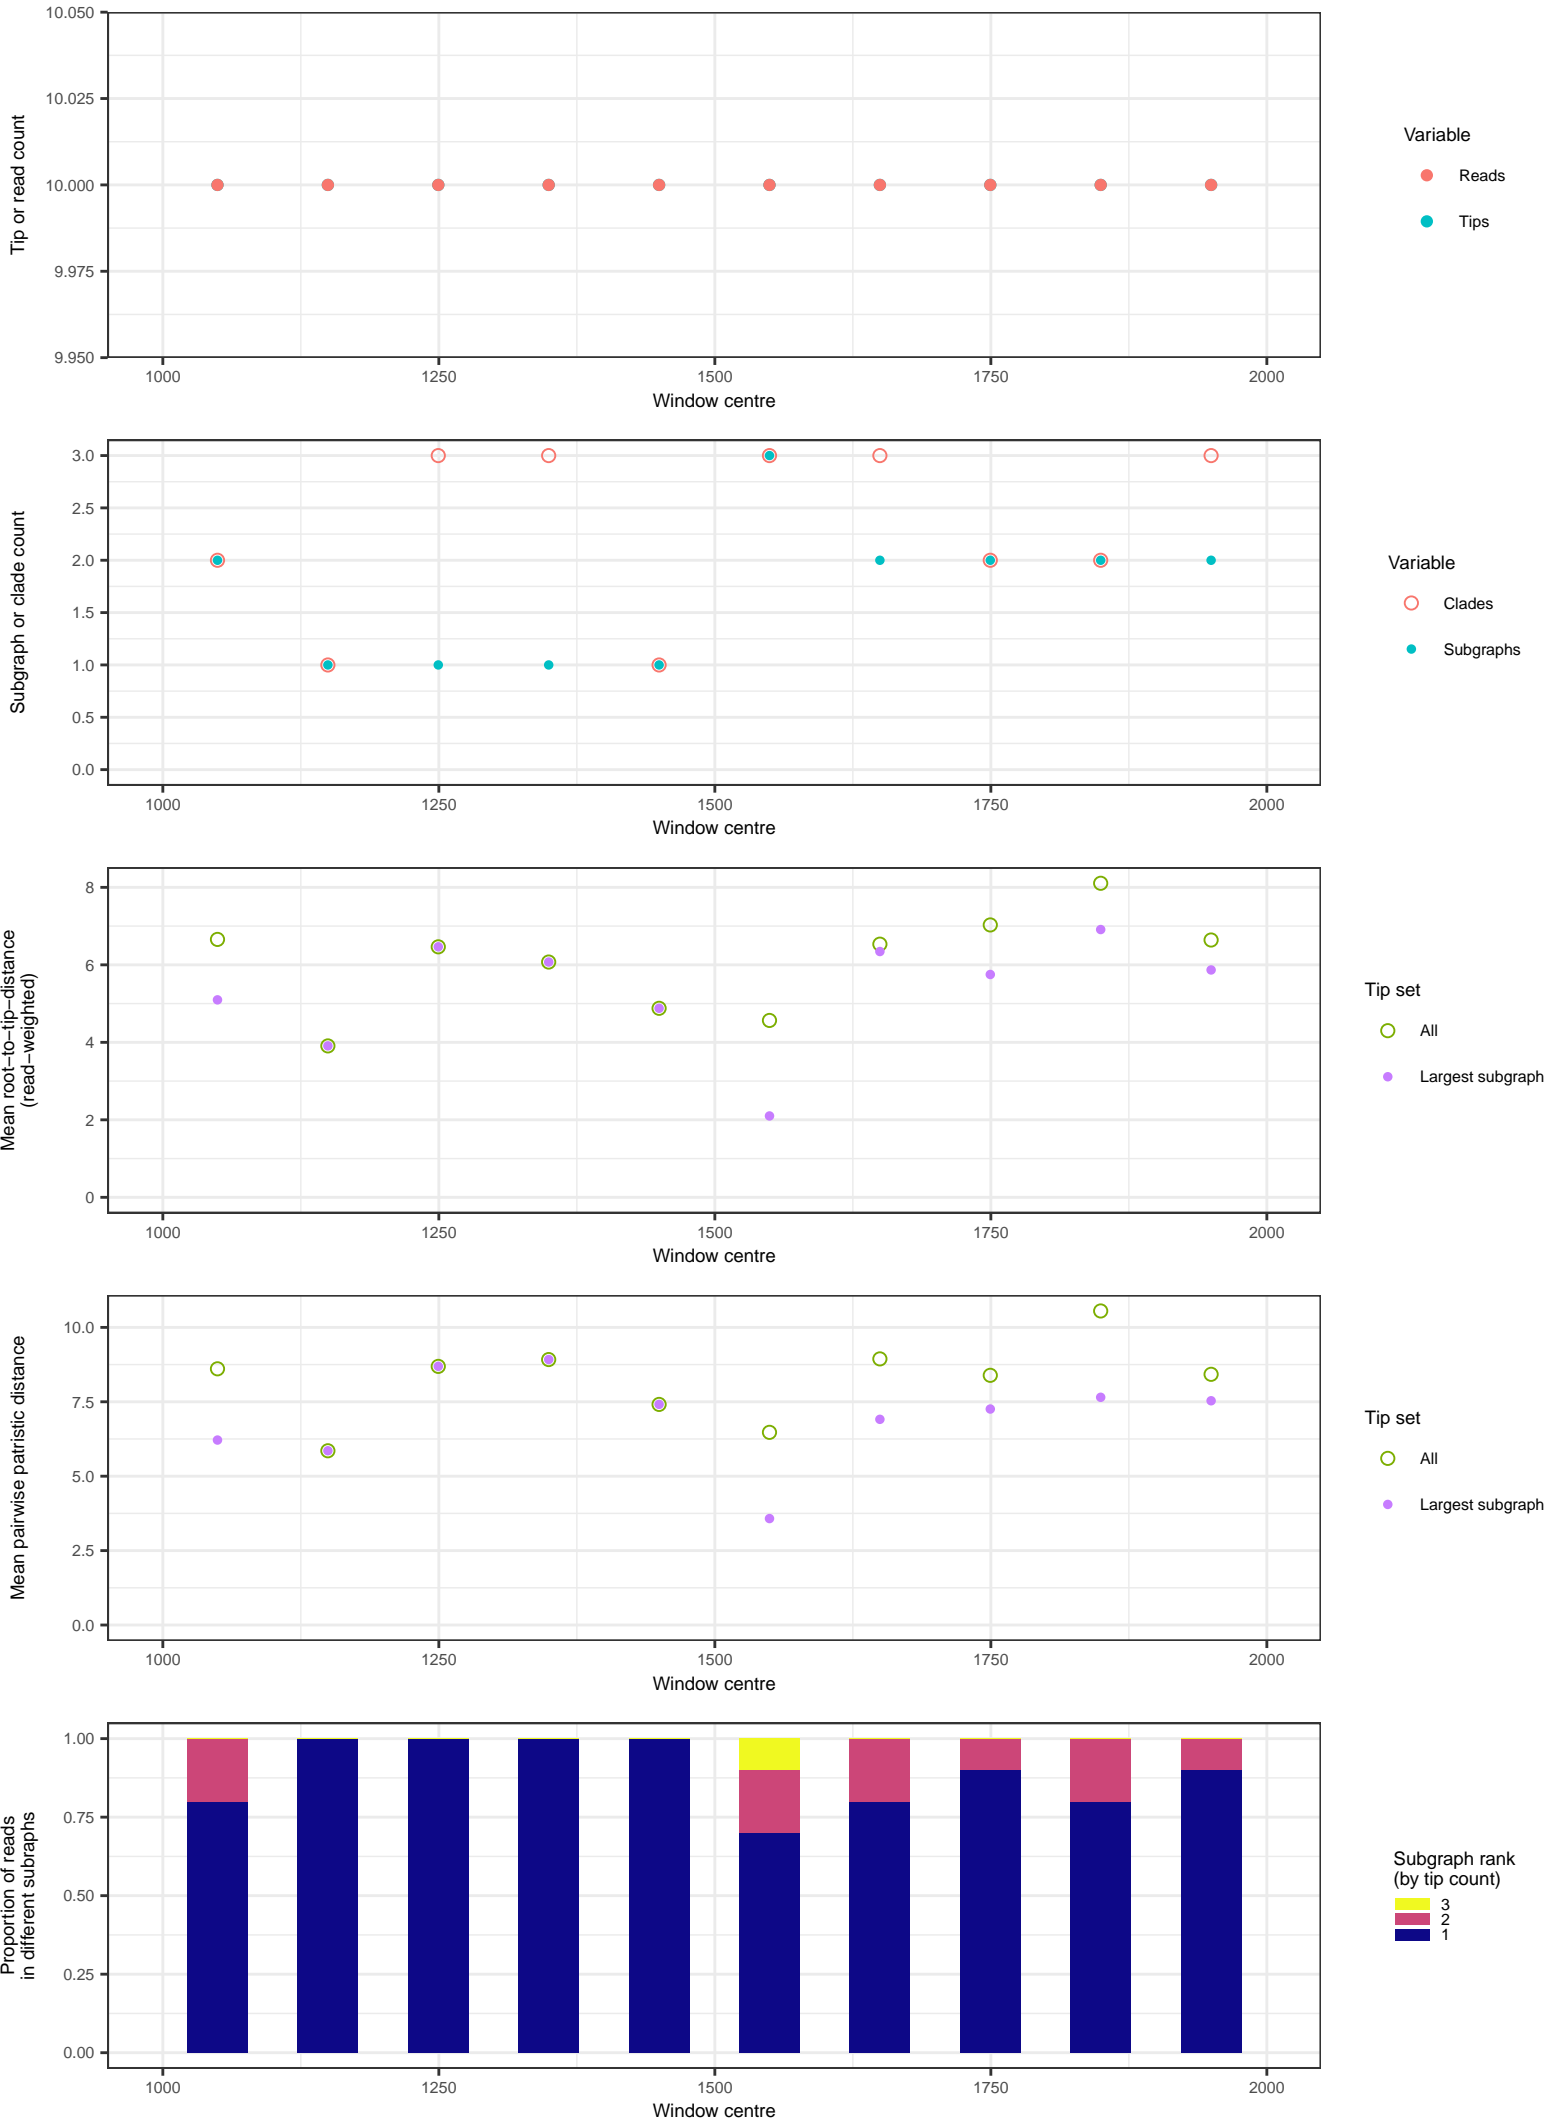 10.050
10.025
10.000
9.975
9.950
Tip or read count
1000
1250
1500
1750
2000
Window centre
Variable
Reads
Tips
3.0
2.5
2.0
1.5
1.0
0.5
0.0
Subgraph or clade count
1000
1250
1500
1750
2000
Window centre
Variable
Clades
Subgraphs
8
6
4
2
0
Mean root−to−tip−distance
(read−weighted)
1000
1250
1500
1750
2000
Window centre
Tip set
All
Largest subgraph
10.0
7.5
5.0
2.5
0.0
Mean pairwise patristic distance
1000
1250
1500
1750
2000
Window centre
Tip set
All
Largest subgraph
1.00
0.75
0.50
0.25
0.00
Proportion of reads
in different subraphs
1000
1250
1500
1750
2000
Window centre
Subgraph rank
(by tip count)
3
2
1